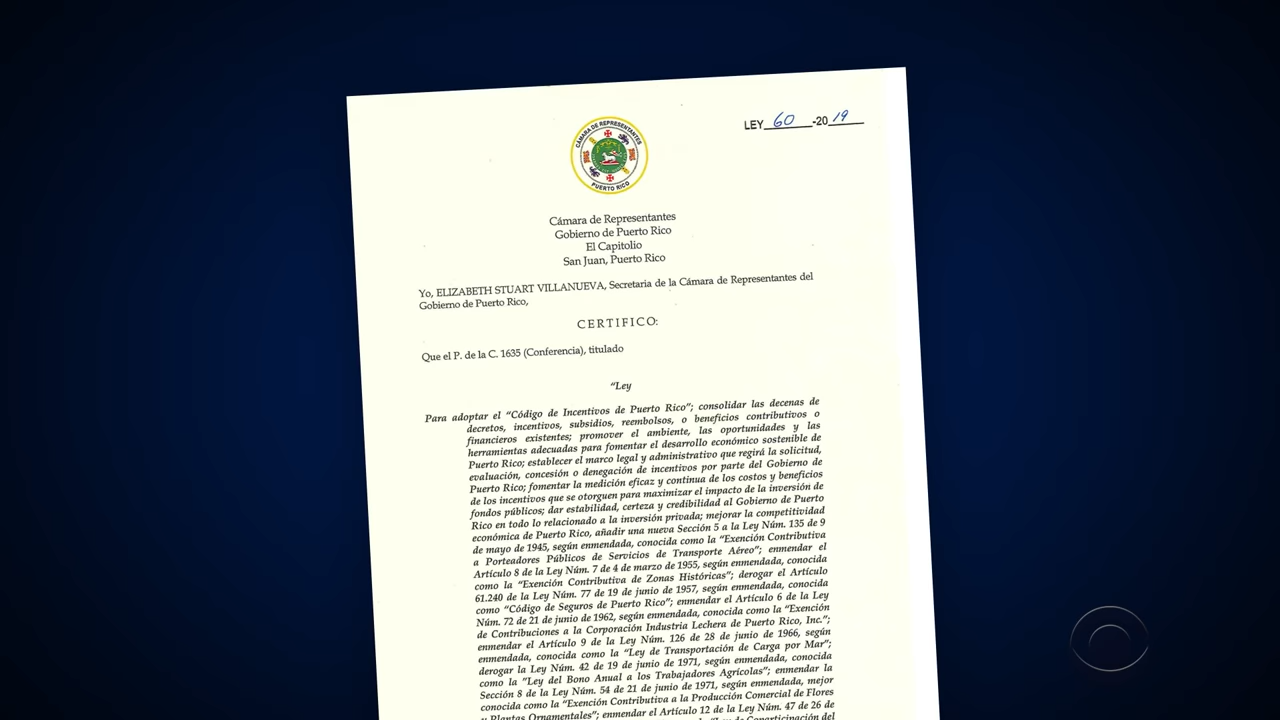 LEY 60 -20 19
CÁMARA DE REPRESENTANTES
PUERTO RICO
Cámara de Representantes
Gobierno de Puerto Rico
El Capitolio
San Juan, Puerto Rico
Yo, ELIZABETH STUART VILLANUEVA, Secretaria de la Cámara de Representantes del
Gobierno de Puerto Rico,
CERTIFICO:
Que el P. de la C. 1635 (Conferencia), titulado
“Ley
Para adoptar el “Código de Incentivos de Puerto Rico”; consolidar las decenas de
decretos, incentivos, subsidios, reembolsos, o beneficios contributivos o
financieros existentes; promover el ambiente, las oportunidades y las
herramientas adecuadas para fomentar el desarrollo económico sostenible de
Puerto Rico; establecer el marco legal y administrativo que regirá la solicitud,
evaluación, concesión o denegación de incentivos por parte del Gobierno de
Puerto Rico; fomentar la medición eficaz y continua de los costos y beneficios
de los incentivos que se otorguen para maximizar el impacto de la inversión de
fondos públicos; dar estabilidad, certeza y credibilidad al Gobierno de Puerto
Rico en todo lo relacionado a la inversión privada; mejorar la competitividad
económica de Puerto Rico, añadir una nueva Sección 5 a la Ley Núm. 135 de 9
de mayo de 1945, según enmendada, conocida como la “Exención Contributiva
a Porteadores Públicos de Servicios de Transporte Aéreo”; enmendar el
Artículo 8 de la Ley Núm. 7 de 4 de marzo de 1955, según enmendada, conocida
como la “Exención Contributiva de Zonas Históricas”; derogar el Artículo
61.240 de la Ley Núm. 77 de 19 de junio de 1957, según enmendada, conocida
como “Código de Seguros de Puerto Rico”; enmendar el Artículo 6 de la Ley
Núm. 72 de 21 de junio de 1962, según enmendada, conocida como la “Exención
de Contribuciones a la Corporación Industria Lechera de Puerto Rico, Inc.”;
enmendar el Artículo 9 de la Ley Núm. 126 de 28 de junio de 1966, según
enmendada, conocida como la “Ley de Transportación de Carga por Mar”;
derogar la Ley Núm. 42 de 19 de junio de 1971, según enmendada, conocida
como la “Ley del Bono Anual a los Trabajadores Agrícolas”; enmendar la
Sección 8 de la Ley Núm. 54 de 21 de junio de 1971, según enmendada, mejor
conocida como la “Exención Contributiva a la Producción Comercial de Flores
y Plantas Ornamentales”; enmendar el Artículo 12 de la Ley Núm. 47 de 26 de
“Ley de Coparticipación del